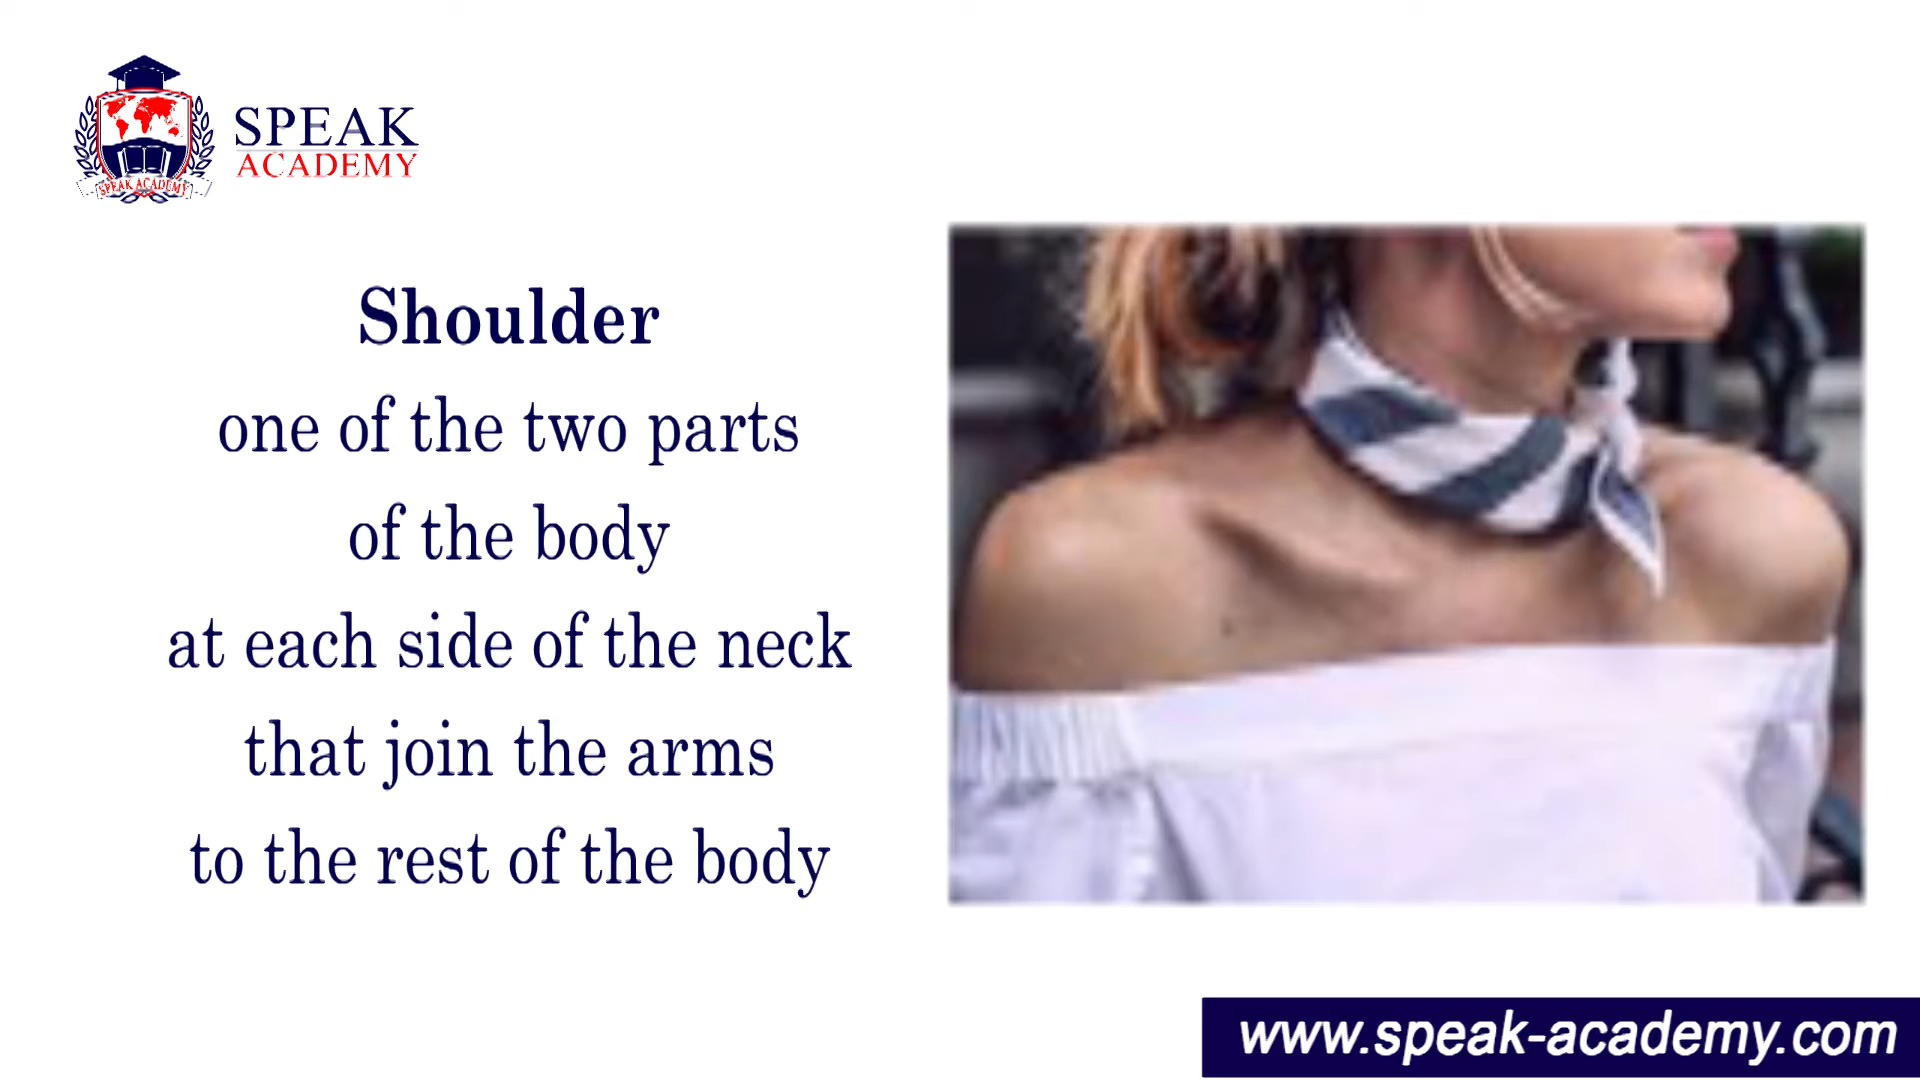 SPEAK
ACADEMY
SPEAK ACADEMY
Shoulder
one of the two parts
of the body
at each side of the neck
that join the arms
to the rest of the body
www.speak-academy.com